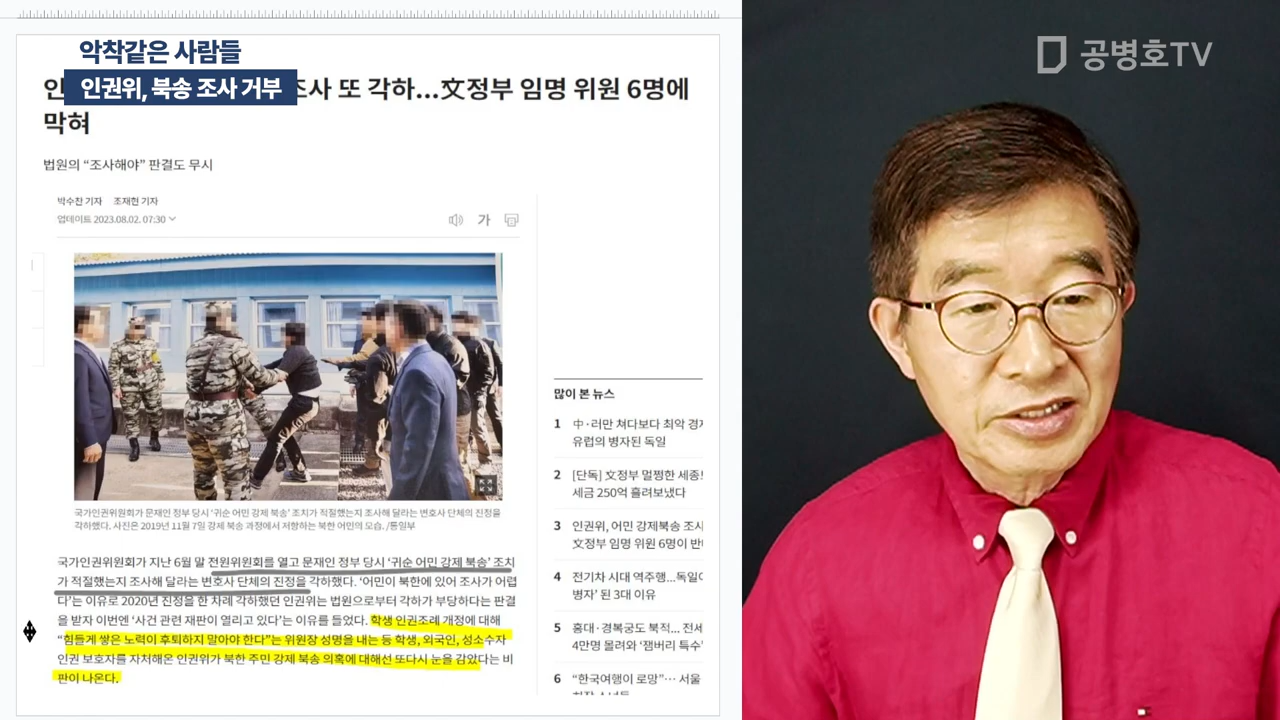 악착같은 사람들
인권위, 북송 조사 거부
공병호TV
인
조사 또 각하...文정부 임명 위원 6명에
막혀
법원의 “조사해야” 판결도 무시
박수찬 기자 조재현 기자
업데이트 2023.08.02. 07:30
가
국가인권위원회가 문재인 정부 당시 ‘귀순 어민 강제 북송’ 조치가 적절했는지 조사해 달라는 변호사 단체의 진정을
각하했다. 사진은 2019년 11월 7일 강제 북송 과정에서 저항하는 북한 어민의 모습. /통일부
국가인권위원회가 지난 6월 말 전원위원회를 열고 문재인 정부 당시 ‘귀순 어민 강제 북송’ 조치
가 적절했는지 조사해 달라는 변호사 단체의 진정을 각하했다. ‘어민이 북한에 있어 조사가 어렵
다’는 이유로 2020년 진정을 한 차례 각하했던 인권위는 법원으로부터 각하가 부당하다는 판결
을 받자 이번엔 ‘사건 관련 재판이 열리고 있다’는 이유를 들었다. 학생 인권조례 개정에 대해
“힘들게 쌓은 노력이 후퇴하지 말아야 한다”는 위원장 성명을 내는 등 학생, 외국인, 성소수자
인권 보호자를 자처해온 인권위가 북한 주민 강제 북송 의혹에 대해선 또다시 눈을 감았다는 비
판이 나온다.
많이 본 뉴스
1 中·러만 쳐다보다 최악 경제
유럽의 병자된 독일
2 [단독] 文정부 멀쩡한 세종보
세금 250억 흘려보냈다
3 인권위, 어민 강제북송 조사
文정부 임명 위원 6명이 반
4 전기차 시대 역주행...독일이
병자’ 된 3대 이유
5 홍대·경복궁도 북적... 전세
4만명 몰려와 ‘잼버리 특수’
6 “한국여행이 로망”… 서울